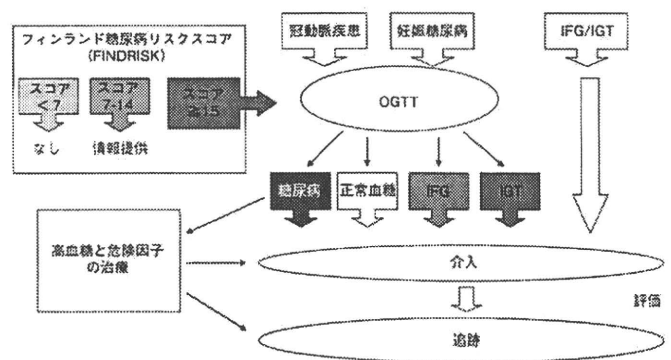 フィンランド糖尿病リスクスコア
(FINDRISK)
スコア
<7
スコア
7-14
スコア
≧15
なし
情報提供
冠動脈疾患
妊娠糖尿病
IFG/IGT
OGTT
糖尿病
正常血糖
IFG
IGT
高血糖と危険因子
の治療
介入
評価
追跡